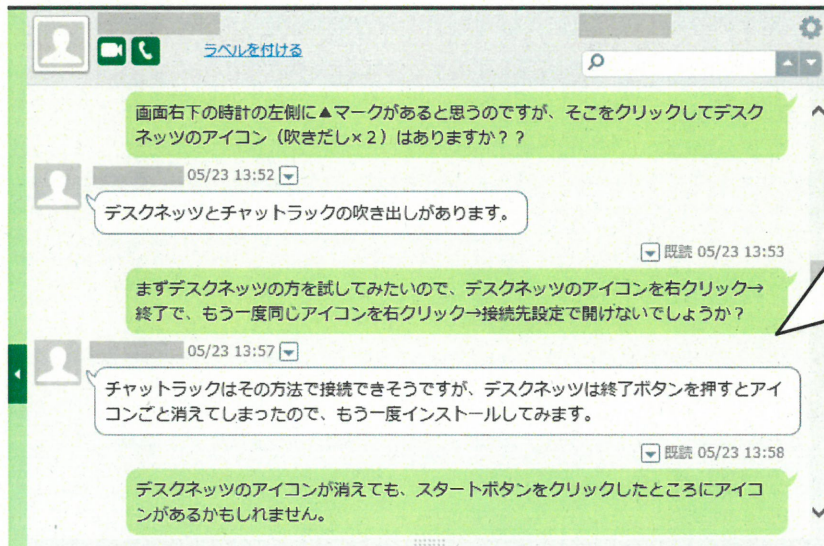 ラベルを付ける
画面右下の時計の左側に▲マークがあると思うのですが、そこをクリックしてデスク
ネッツのアイコン（吹きだし×２）はありますか？？
05/23 13:52
デスクネッツとチャットラックの吹き出しがあります。
既読 05/23 13:53
まずデスクネッツの方を試してみたいので、デスクネッツのアイコンを右クリック→
終了で、もう一度同じアイコンを右クリック→接続先設定で開けないでしょうか？
05/23 13:57
チャットラックはその方法で接続できそうですが、デスクネッツは終了ボタンを押すとアイ
コンごと消えてしまったので、もう一度インストールしてみます。
既読 05/23 13:58
デスクネッツのアイコンが消えても、スタートボタンをクリックしたところにアイコ
ンがあるかもしれません。